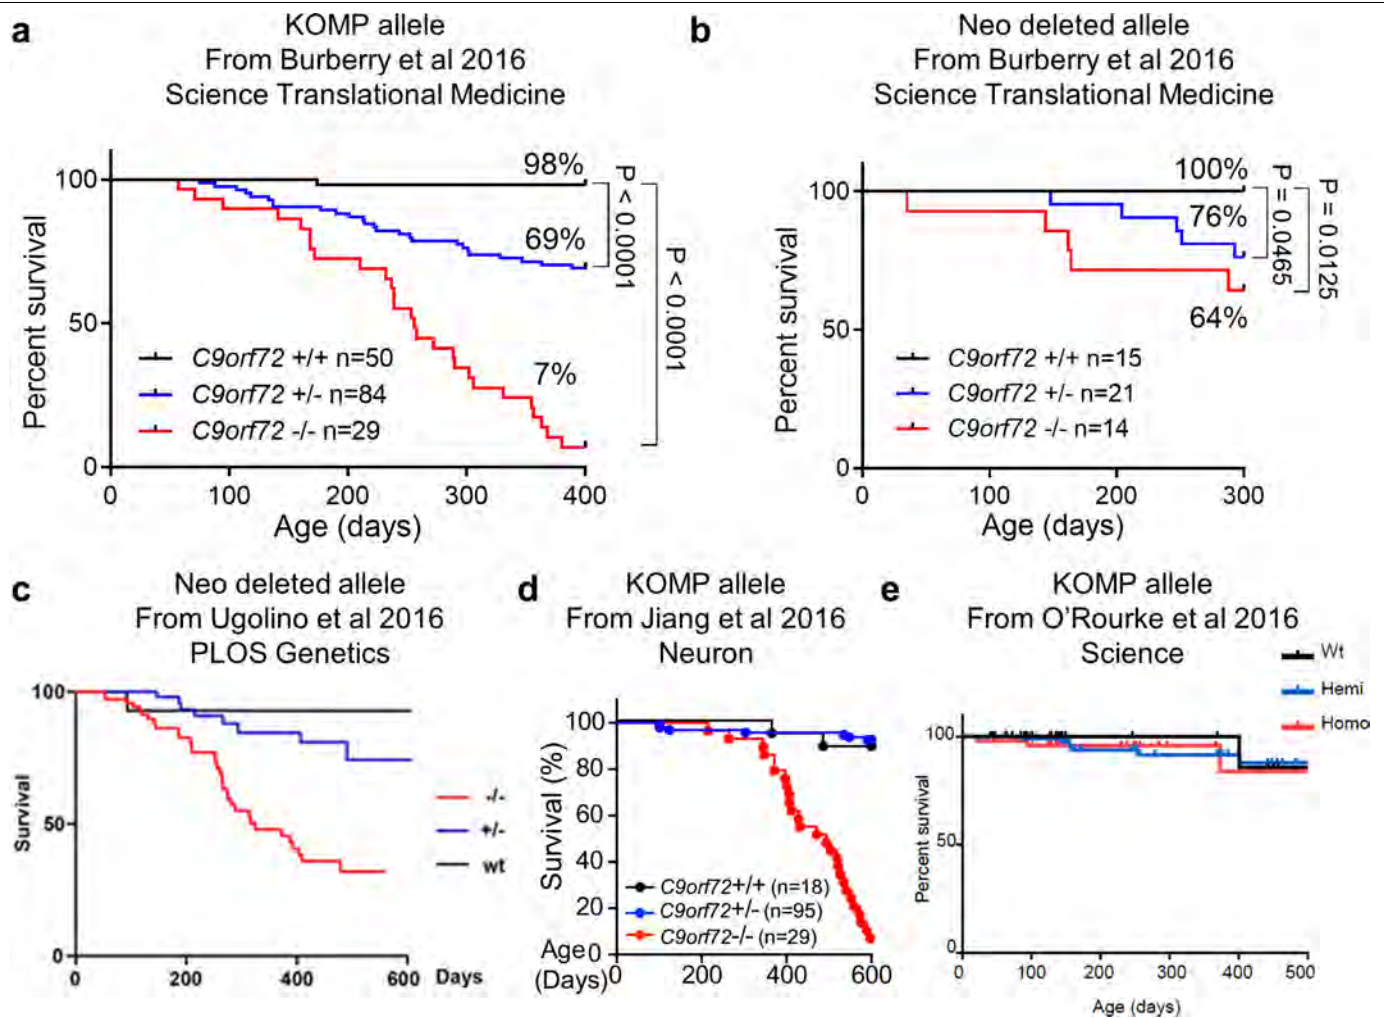 a
KOMP allele
From Burberry et al 2016
Science Translational Medicine
Percent survival
100
50
0
98%
69%
7%
P < 0.0001
P < 0.0001
C9orf72 +/+ n=50
C9orf72 +/- n=84
C9orf72 -/- n=29
0 100 200 300 400
Age (days)
b
Neo deleted allele
From Burberry et al 2016
Science Translational Medicine
Percent survival
100
50
0
100%
76%
64%
P = 0.0465
P = 0.0125
C9orf72 +/+ n=15
C9orf72 +/- n=21
C9orf72 -/- n=14
0 100 200 300
Age (days)
c
Neo deleted allele
From Ugolino et al 2016
PLOS Genetics
Survival
100
50
0
-/-
+/-
wt
0 200 400 600 Days
d
KOMP allele
From Jiang et al 2016
Neuron
Survival (%)
100
80
60
40
20
0
C9orf72+/+ (n=18)
C9orf72+/- (n=95)
C9orf72-/- (n=29)
Age
(Days)
0 200 400 600
e
KOMP allele
From O'Rourke et al 2016
Science
Wt
Hemi
Homo
Percent survival
100
50
0
0 100 200 300 400 500
Age (days)